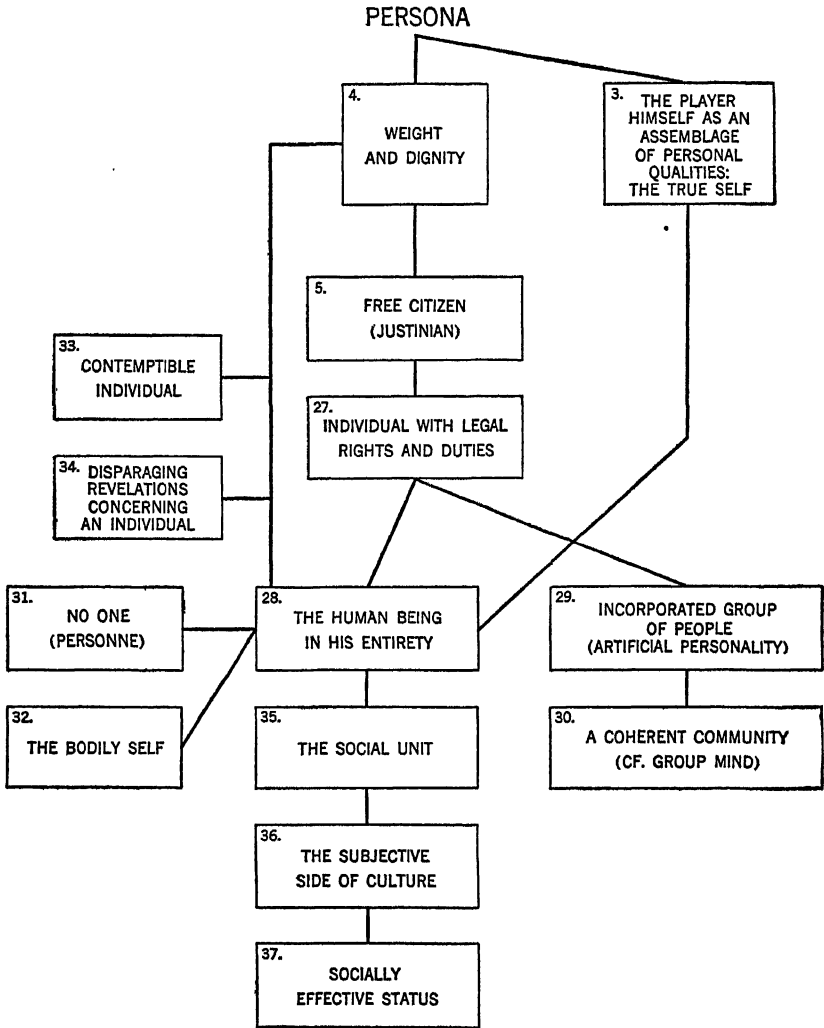 PERSONA
4.
WEIGHT
AND DIGNITY
3.
THE PLAYER
HIMSELF AS AN
ASSEMBLAGE
OF PERSONAL
QUALITIES:
THE TRUE SELF
5.
FREE CITIZEN
(JUSTINIAN)
33.
CONTEMPTIBLE
INDIVIDUAL
27.
INDIVIDUAL WITH LEGAL
RIGHTS AND DUTIES
34. DISPARAGING
REVELATIONS
CONCERNING
AN INDIVIDUAL
31.
NO ONE
(PERSONNE)
28.
THE HUMAN BEING
IN HIS ENTIRETY
29.
INCORPORATED GROUP
OF PEOPLE
(ARTIFICIAL PERSONALITY)
32.
THE BODILY SELF
35.
THE SOCIAL UNIT
30.
A COHERENT COMMUNITY
(CF. GROUP MIND)
36.
THE SUBJECTIVE
SIDE OF CULTURE
37.
SOCIALLY
EFFECTIVE STATUS